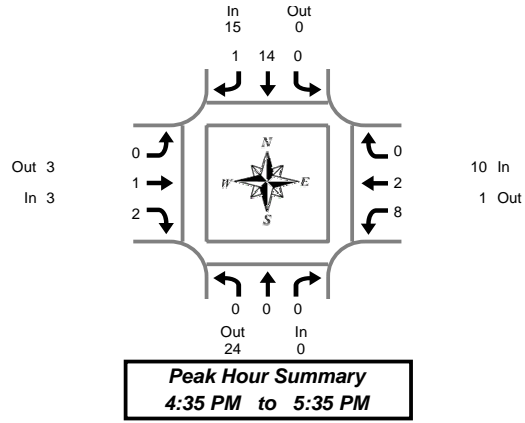 In Out
15 0
1 14 0
N
W E
S
0 0
Out 3 1 2 10 In
In 3 2 8 1 Out
0 0 0
Out In
24 0
Peak Hour Summary
4:35 PM to 5:35 PM